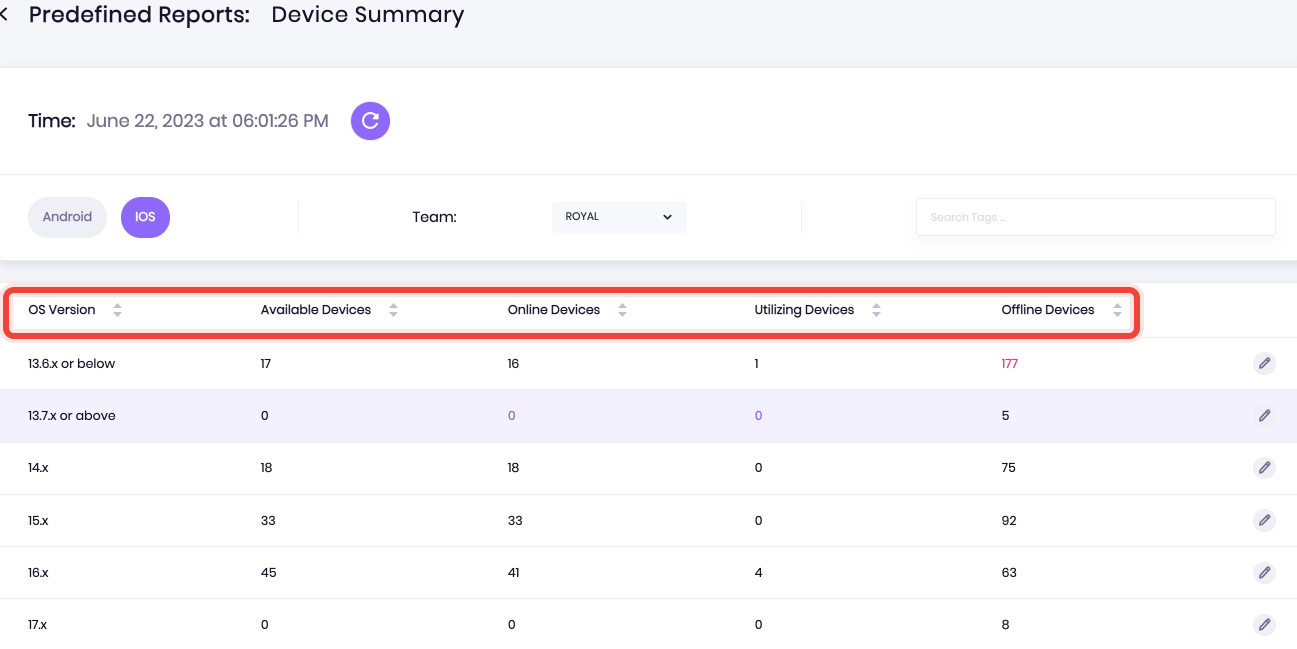 Predefined Reports: Device Summary
Time: June 22, 2023 at 06:01:26 PM
Android IOS Team: ROYAL Search Tags ...
OS Version Available Devices Online Devices Utilizing Devices Offline Devices
13.6.x or below 17 16 1 177
13.7.x or above 0 0 0 5
14.x 18 18 0 75
15.x 33 33 0 92
16.x 45 41 4 63
17.x 0 0 0 8